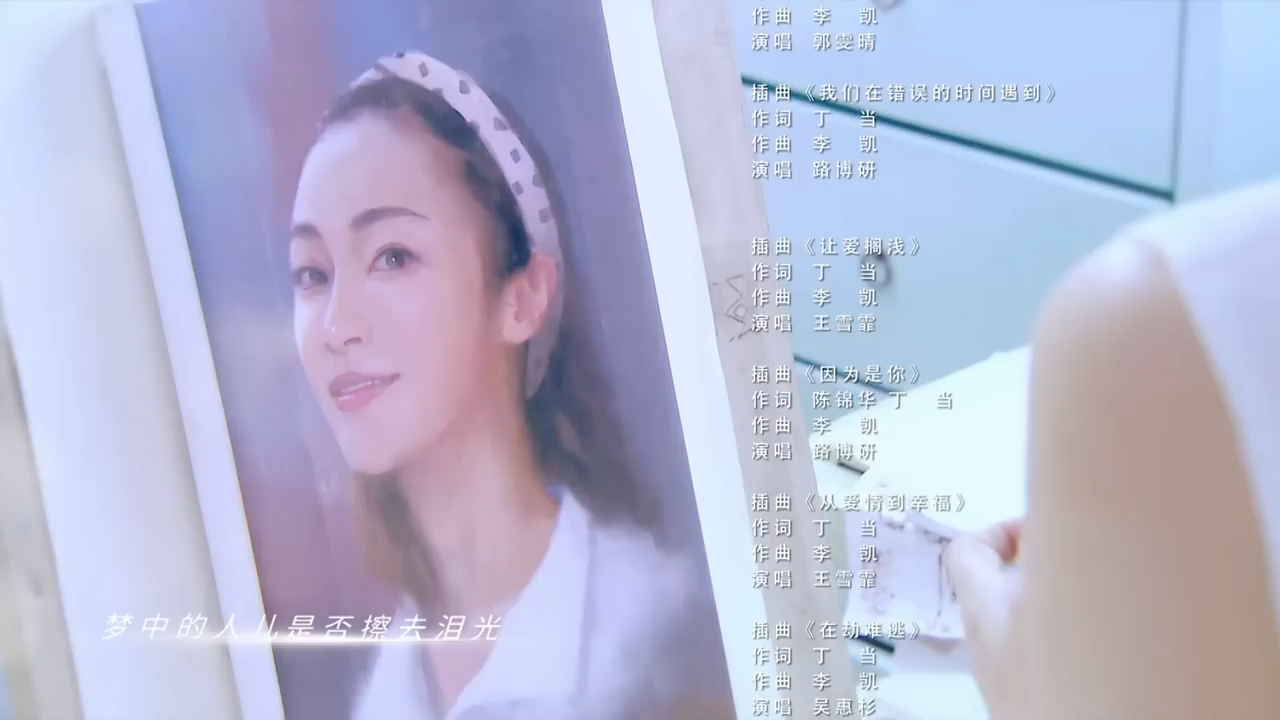 作曲 李 凯
演唱 郭雯晴
插曲《我们在错误的时间遇到》
作词 丁 当
作曲 李 凯
演唱 路博研
插曲《让爱搁浅》
作词 丁 当
作曲 李 凯
演唱 王雪霏
插曲《因为是你》
作词 陈锦华 丁 当
作曲 李 凯
演唱 路博研
插曲《从爱情到幸福》
作词 丁 当
作曲 李 凯
演唱 王雪霏
插曲《在劫难逃》
作词 丁 当
作曲 李 凯
演唱 吴惠杉
梦中的人儿是否擦去泪光